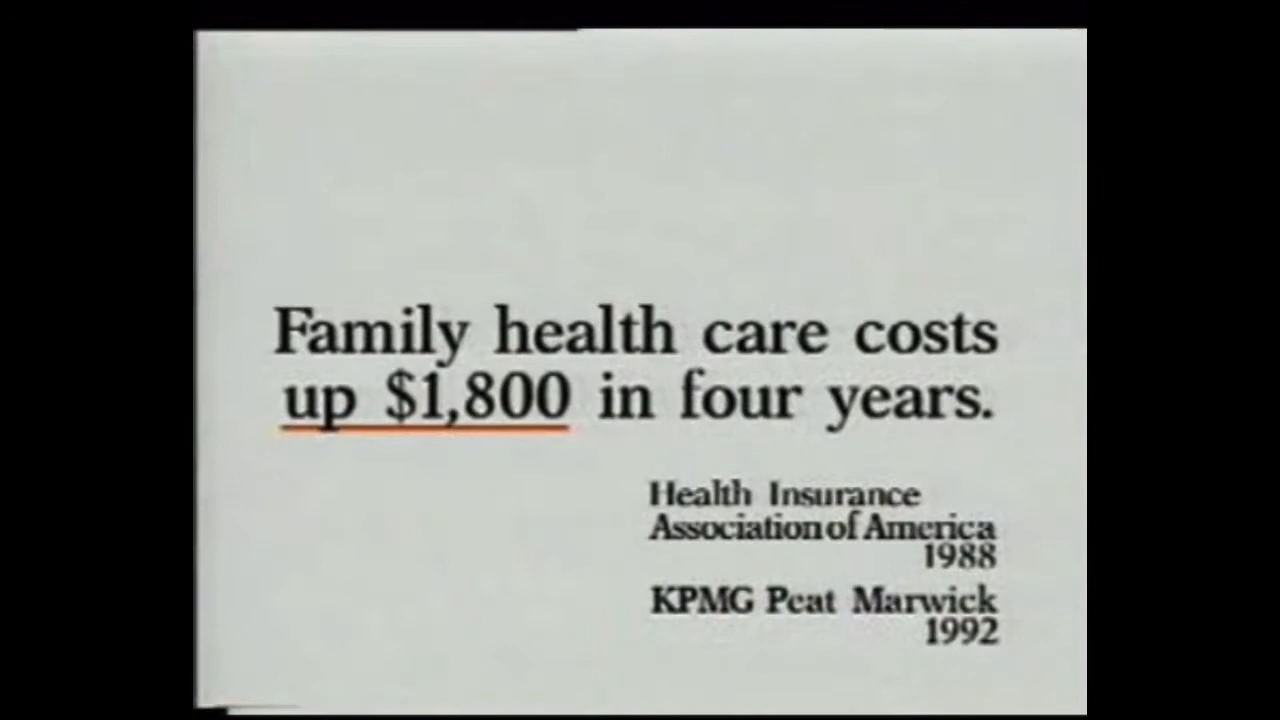 Family health care costs
up $1,800 in four years.
Health Insurance
Association of America
1988
KPMG Peat Marwick
1992